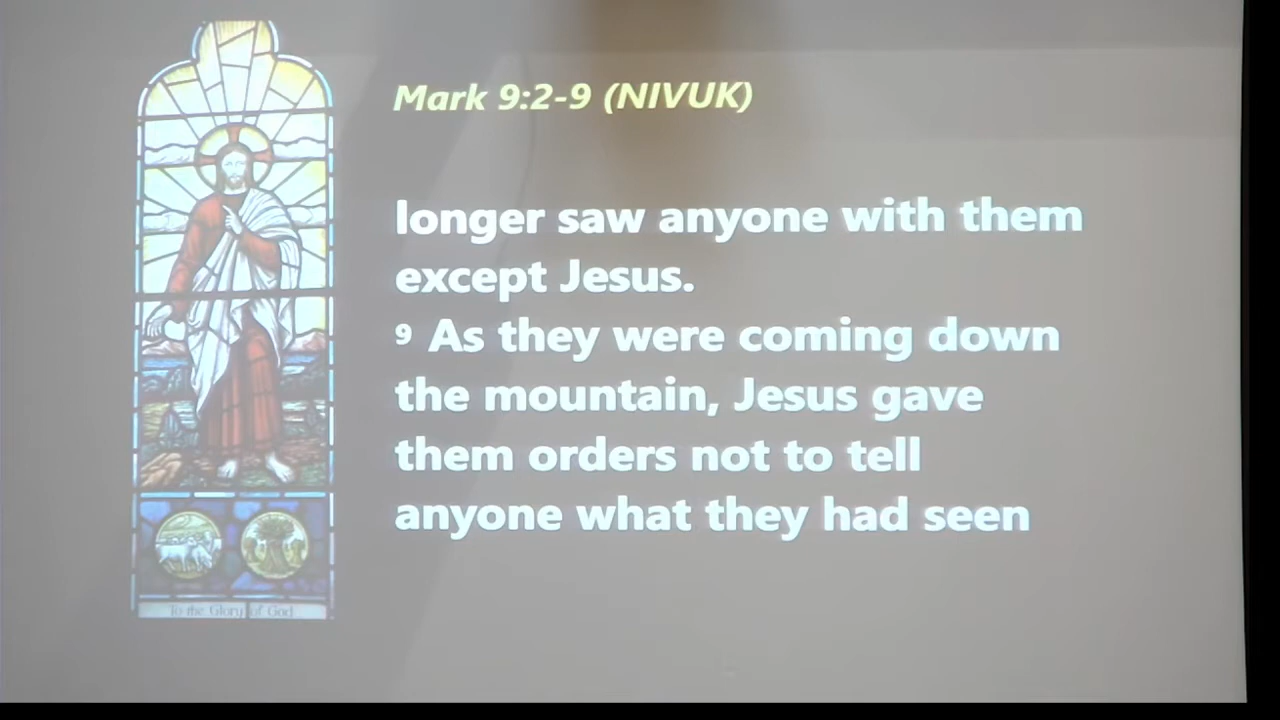 Mark 9:2-9 (NIVUK)
longer saw anyone with them
except Jesus.
9 As they were coming down
the mountain, Jesus gave
them orders not to tell
anyone what they had seen
To the Glory of God